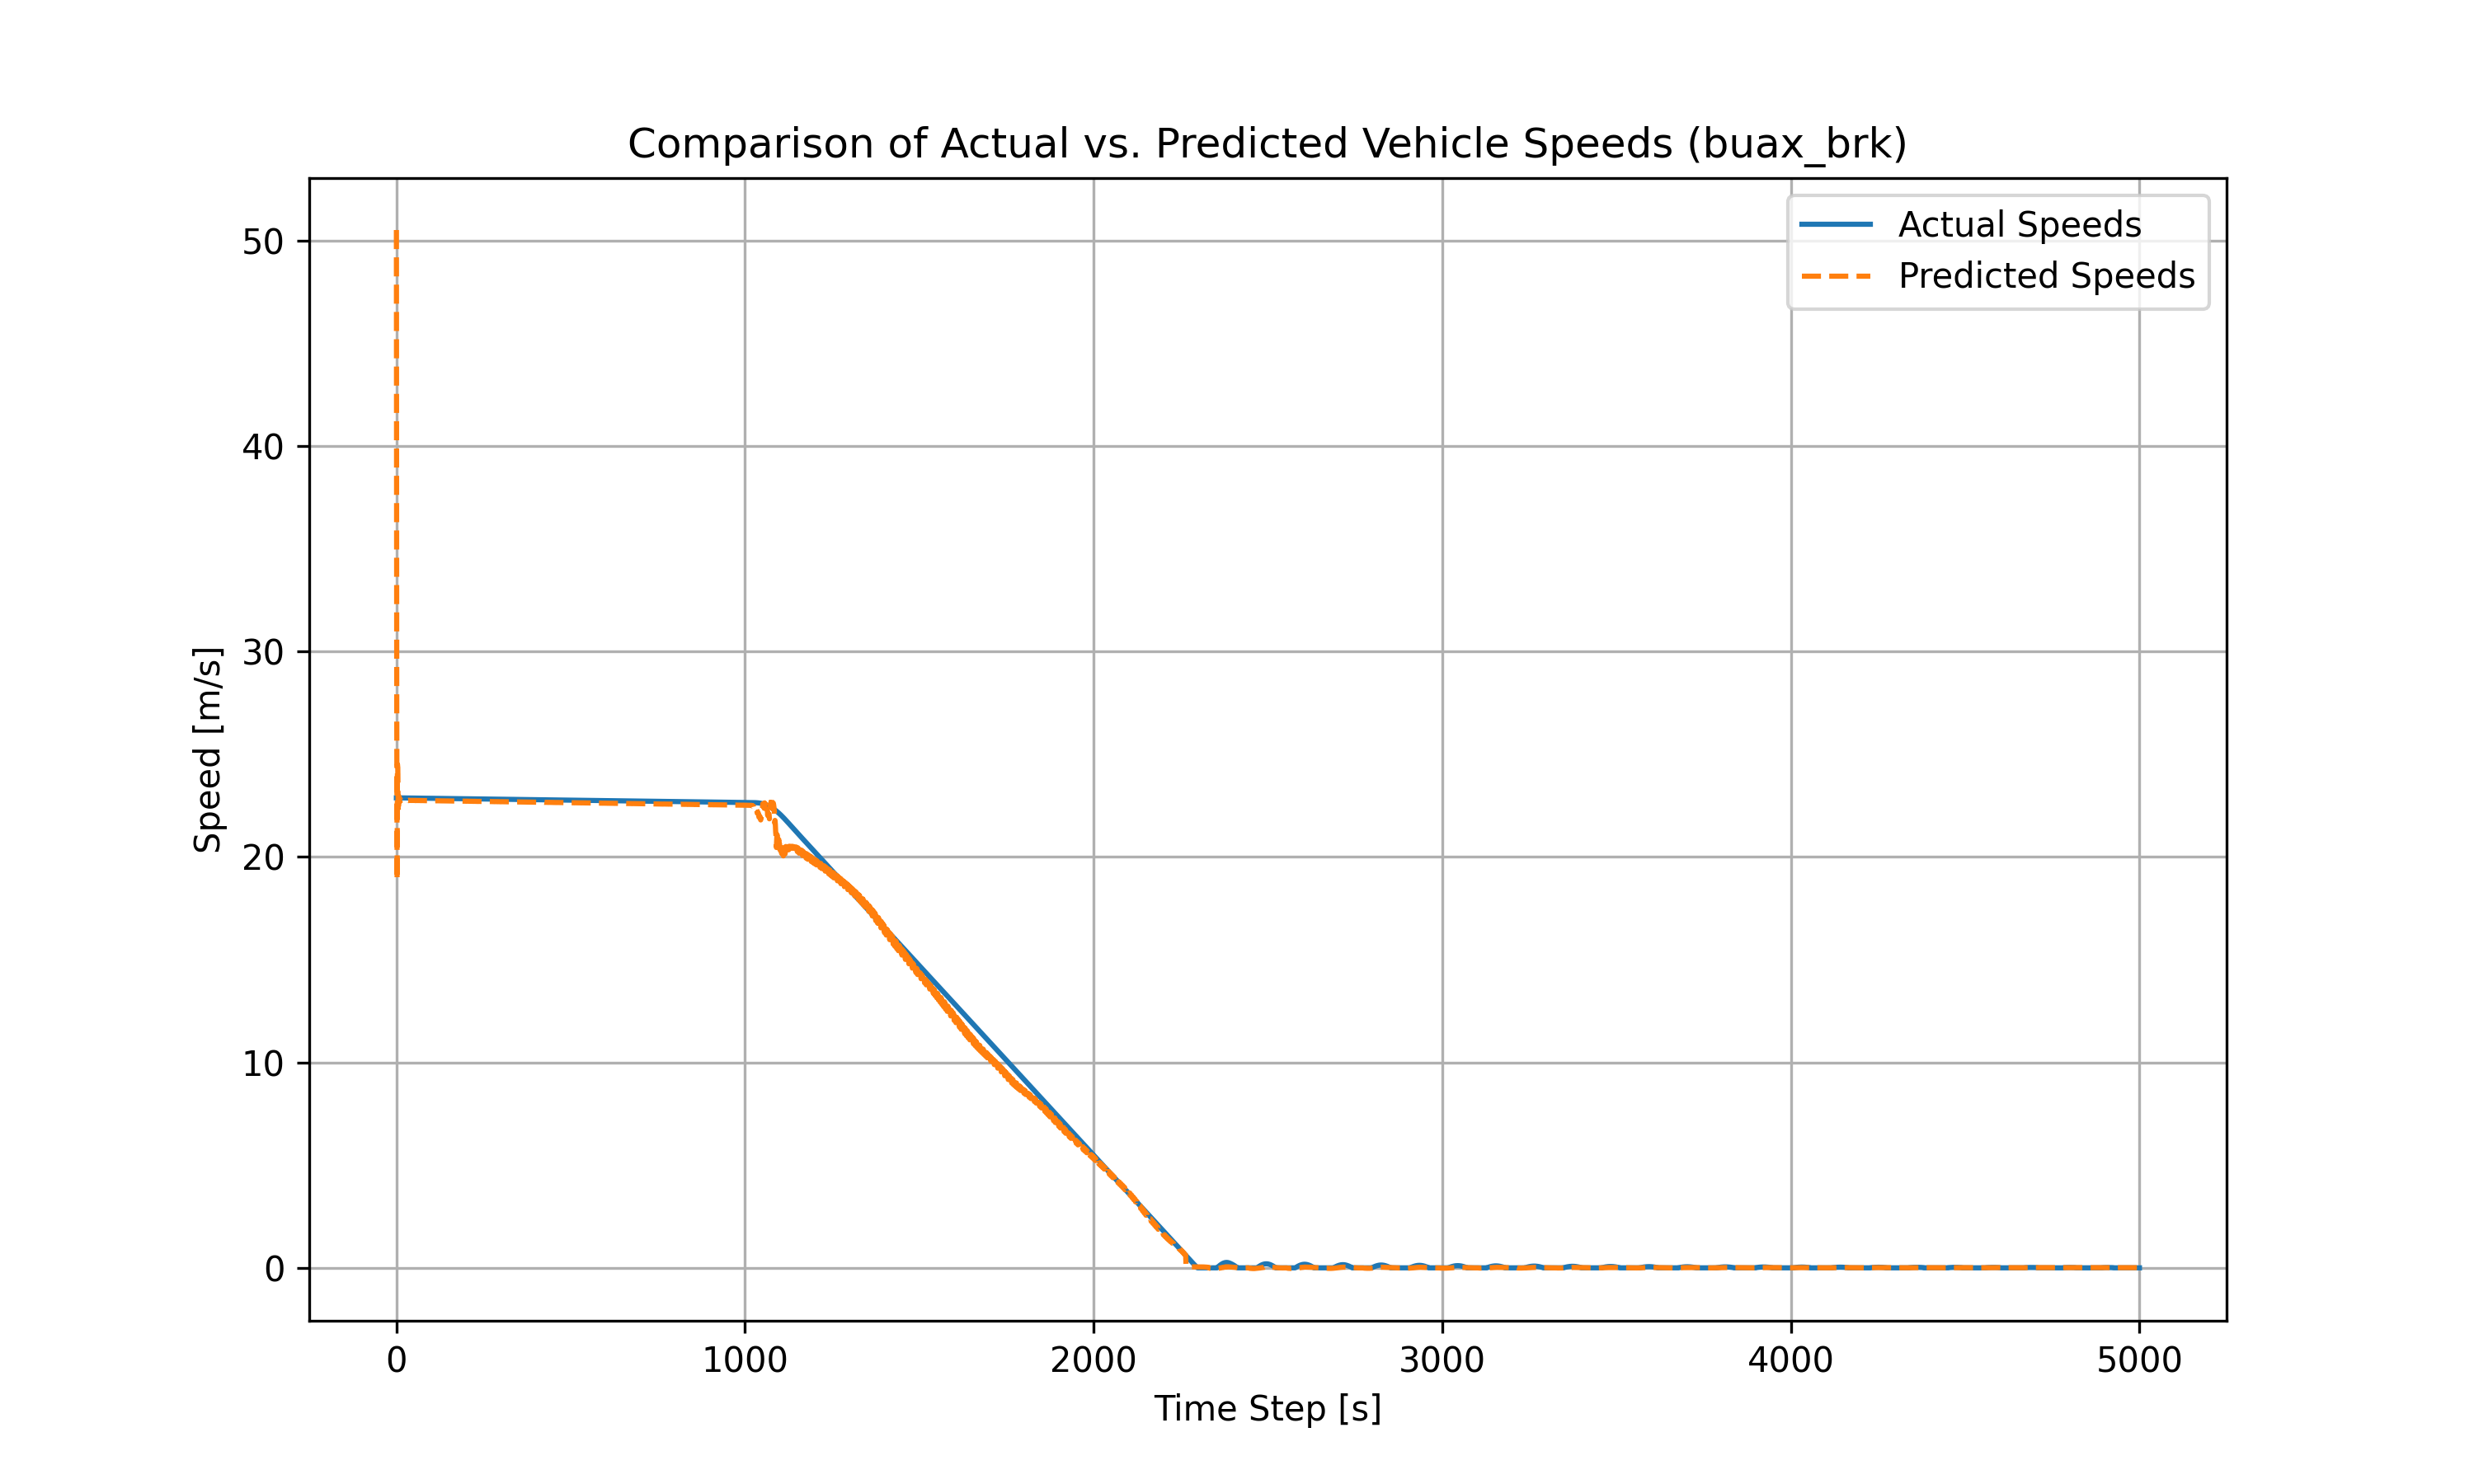 Comparison of Actual vs. Predicted Vehicle Speeds (buax_brk)
Actual Speeds
Predicted Speeds
50
40
30
20
10
0
Speed [m/s]
0 1000 2000 3000 4000 5000
Time Step [s]